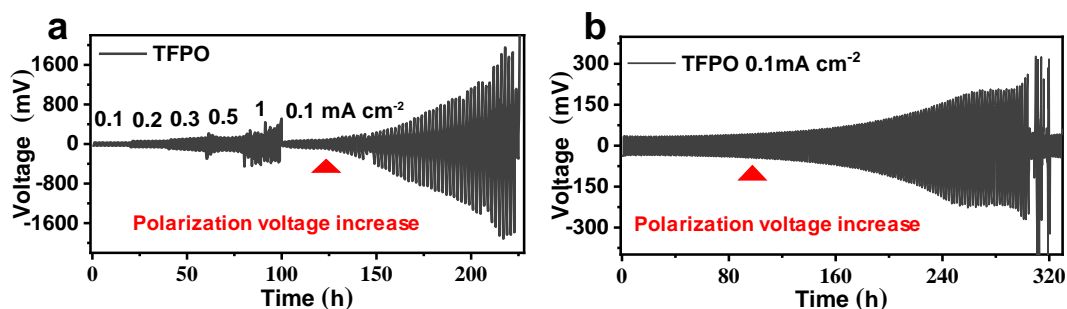 a
TFPO
0.1 0.2 0.3 0.5 1 0.1 mA cm-2
Polarization voltage increase
Voltage (mV)
1600
800
0
-800
-1600
0 50 100 150 200
Time (h)
b
TFPO 0.1mA cm-2
Polarization voltage increase
Voltage (mV)
300
150
0
-150
-300
0 80 160 240 320
Time (h)